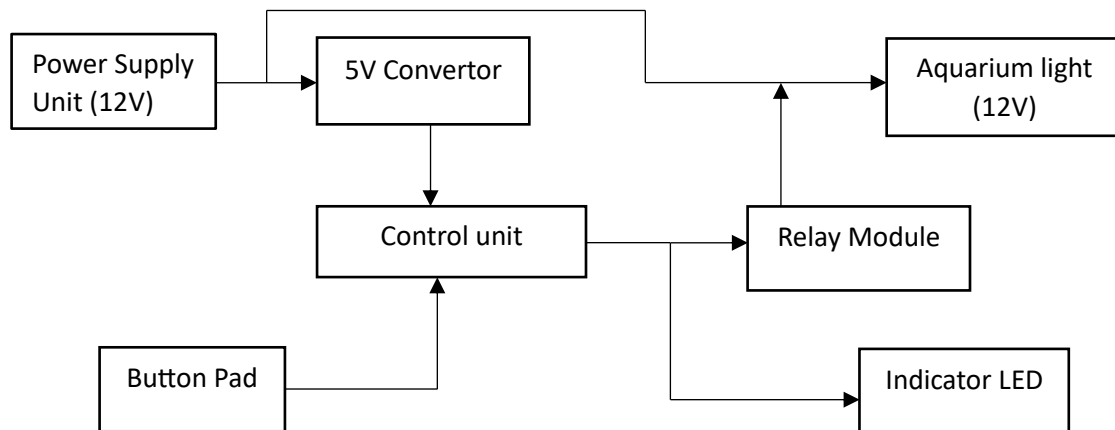 Power Supply
Unit (12V)
5V Convertor
Aquarium light
(12V)
Control unit
Relay Module
Button Pad
Indicator LED